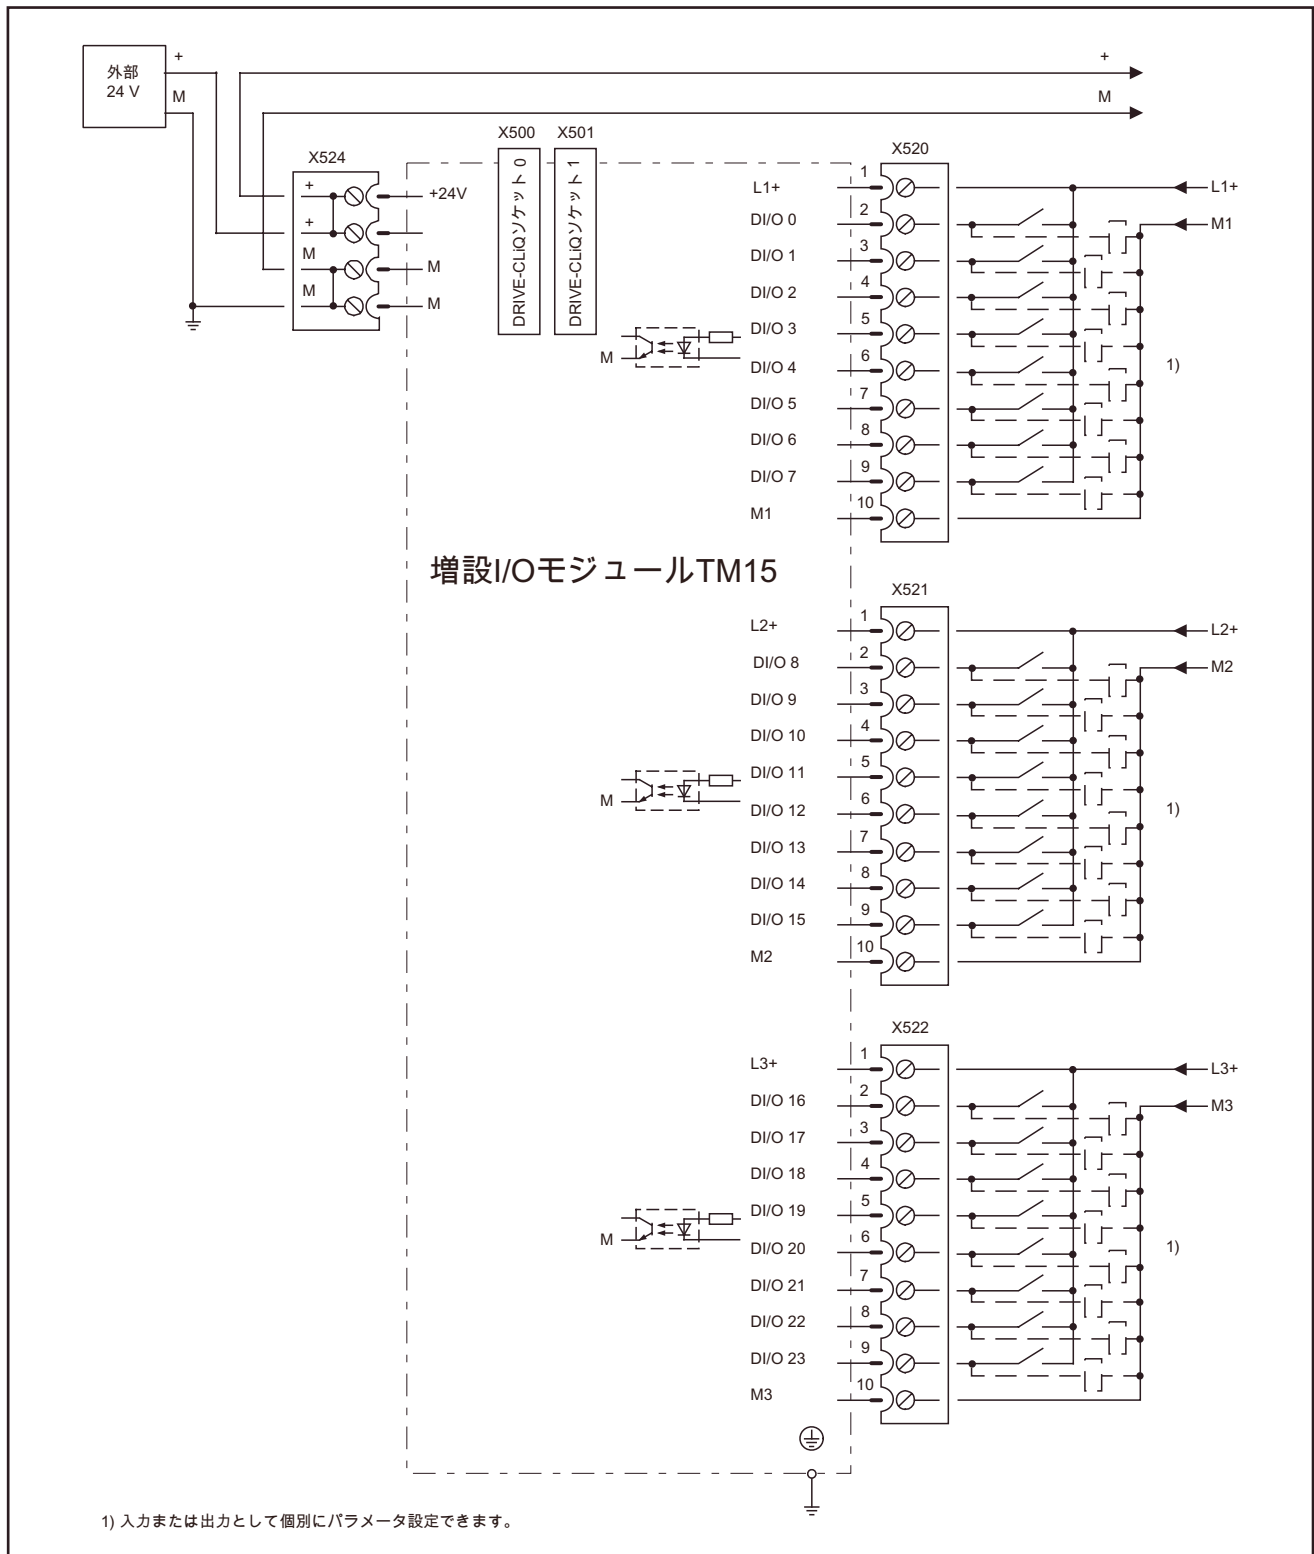 外部
24 V
+
M
+
M
X524
+
+
M
M
+24V
M
M
X500
X501
DRIVE-CLiQソケット 0
DRIVE-CLiQソケット 1
X520
L1+
1
L1+
DI/O 0
2
M1
DI/O 1
3
DI/O 2
4
DI/O 3
5
M
DI/O 4
6
1)
DI/O 5
7
DI/O 6
8
DI/O 7
9
M1
10
増設I/OモジュールTM15
X521
L2+
1
L2+
DI/O 8
2
M2
DI/O 9
3
DI/O 10
4
DI/O 11
5
M
DI/O 12
6
1)
DI/O 13
7
DI/O 14
8
DI/O 15
9
M2
10
X522
L3+
1
L3+
DI/O 16
2
M3
DI/O 17
3
DI/O 18
4
DI/O 19
5
M
DI/O 20
6
1)
DI/O 21
7
DI/O 22
8
DI/O 23
9
M3
10
1) 入力または出力として個別にパラメータ設定できます。